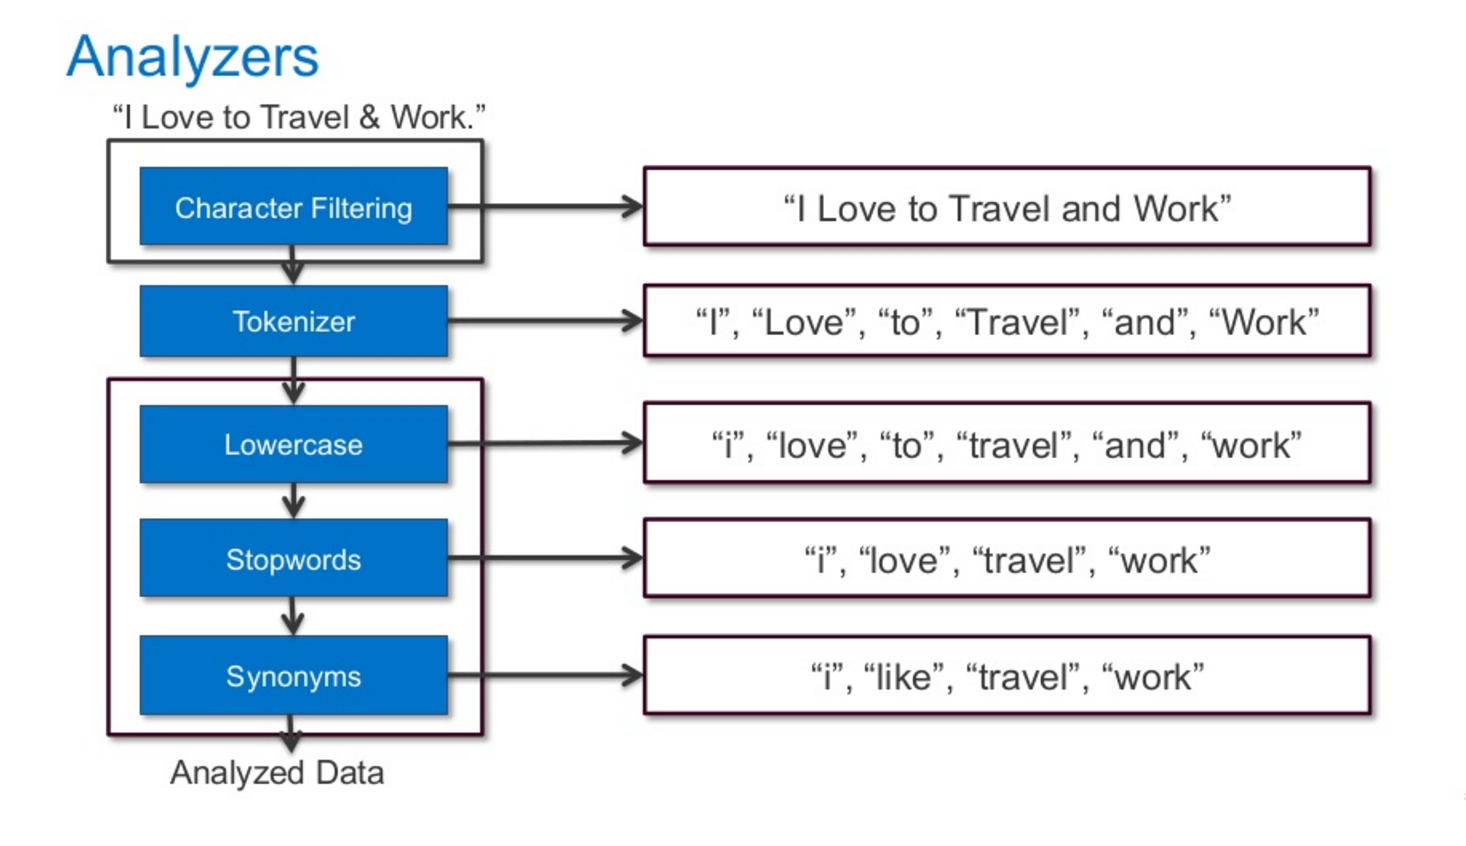 Analyzers
“I Love to Travel & Work.”
Character Filtering
“I Love to Travel and Work”
Tokenizer
“I”, “Love”, “to”, “Travel”, “and”, “Work”
Lowercase
“i”, “love”, “to”, “travel”, “and”, “work”
Stopwords
“i”, “love”, “travel”, “work”
Synonyms
“i”, “like”, “travel”, “work”
Analyzed Data